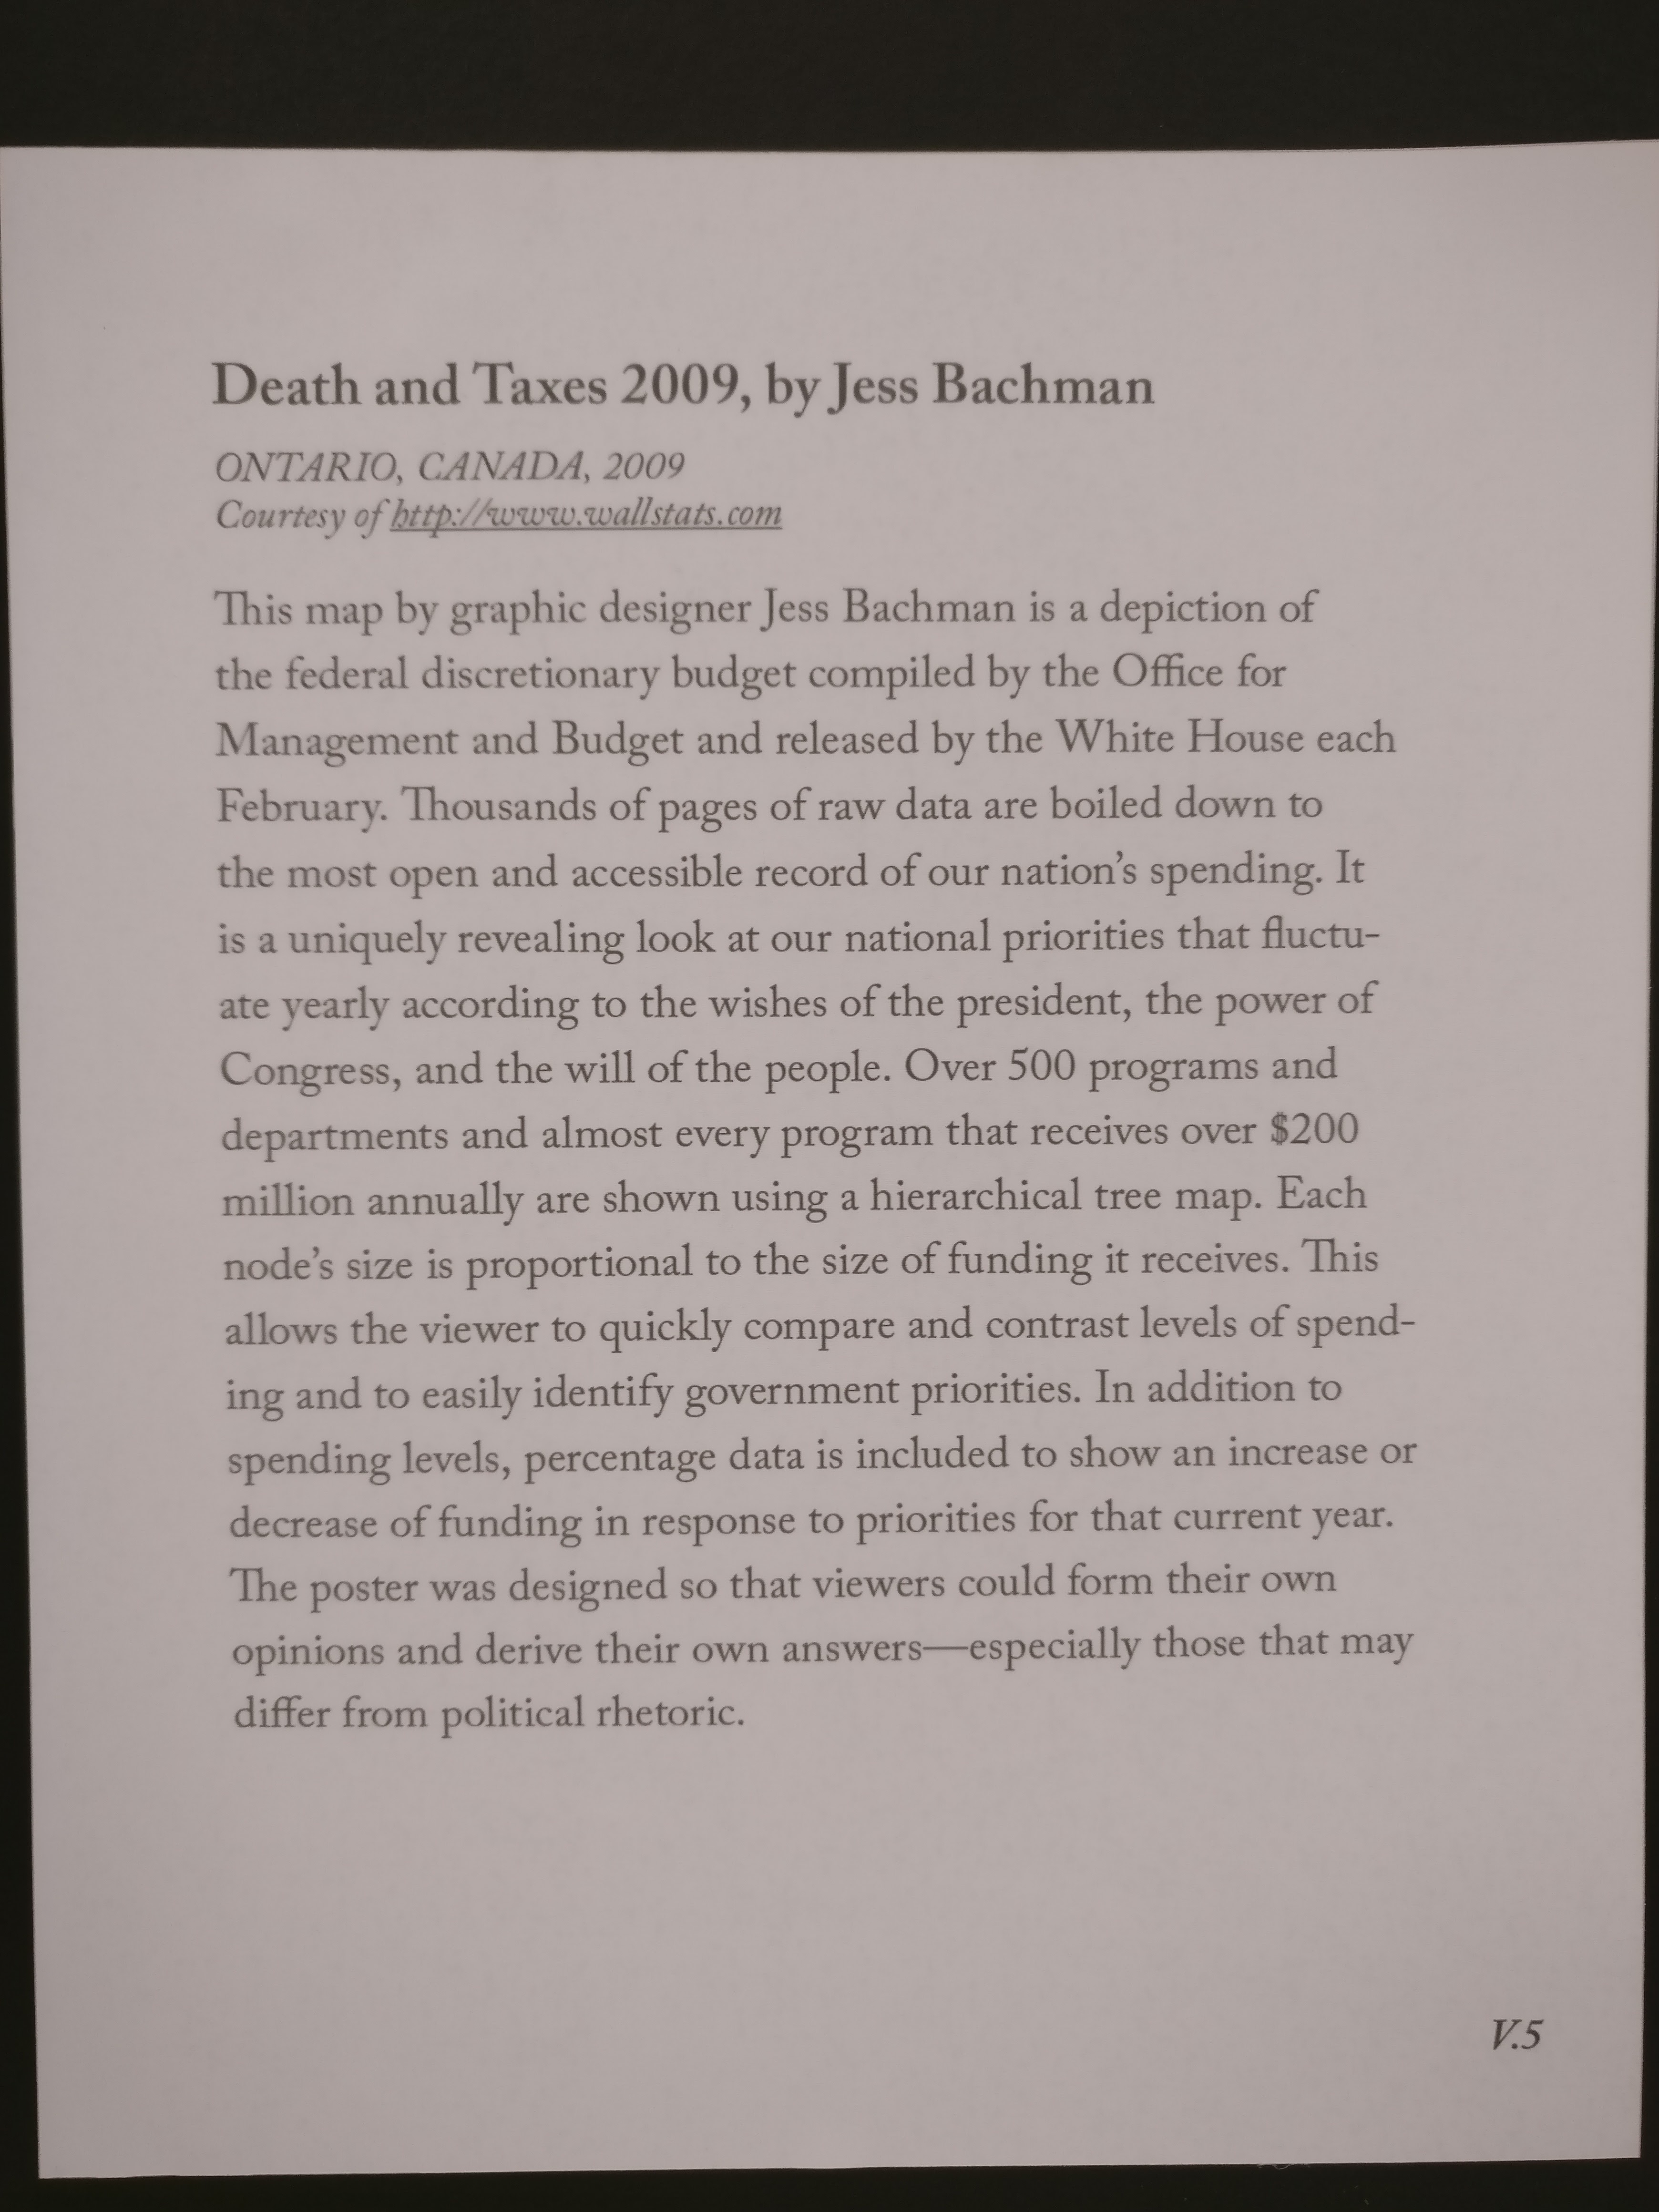 Death and Taxes 2009, by Jess Bachman
ONTARIO, CANADA, 2009
Courtesy of http://www.wallstats.com
This map by graphic designer Jess Bachman is a depiction of
the federal discretionary budget compiled by the Office for
Management and Budget and released by the White House each
February. Thousands of pages of raw data are boiled down to
the most open and accessible record of our nation's spending. It
is a uniquely revealing look at our national priorities that fluctu-
ate yearly according to the wishes of the president, the power of
Congress, and the will of the people. Over 500 programs and
departments and almost every program that receives over $200
million annually are shown using a hierarchical tree map. Each
node's size is proportional to the size of funding it receives. This
allows the viewer to quickly compare and contrast levels of spend-
ing and to easily identify government priorities. In addition to
spending levels, percentage data is included to show an increase or
decrease of funding in response to priorities for that current year.
The poster was designed so that viewers could form their own
opinions and derive their own answers—especially those that may
differ from political rhetoric.
V.5